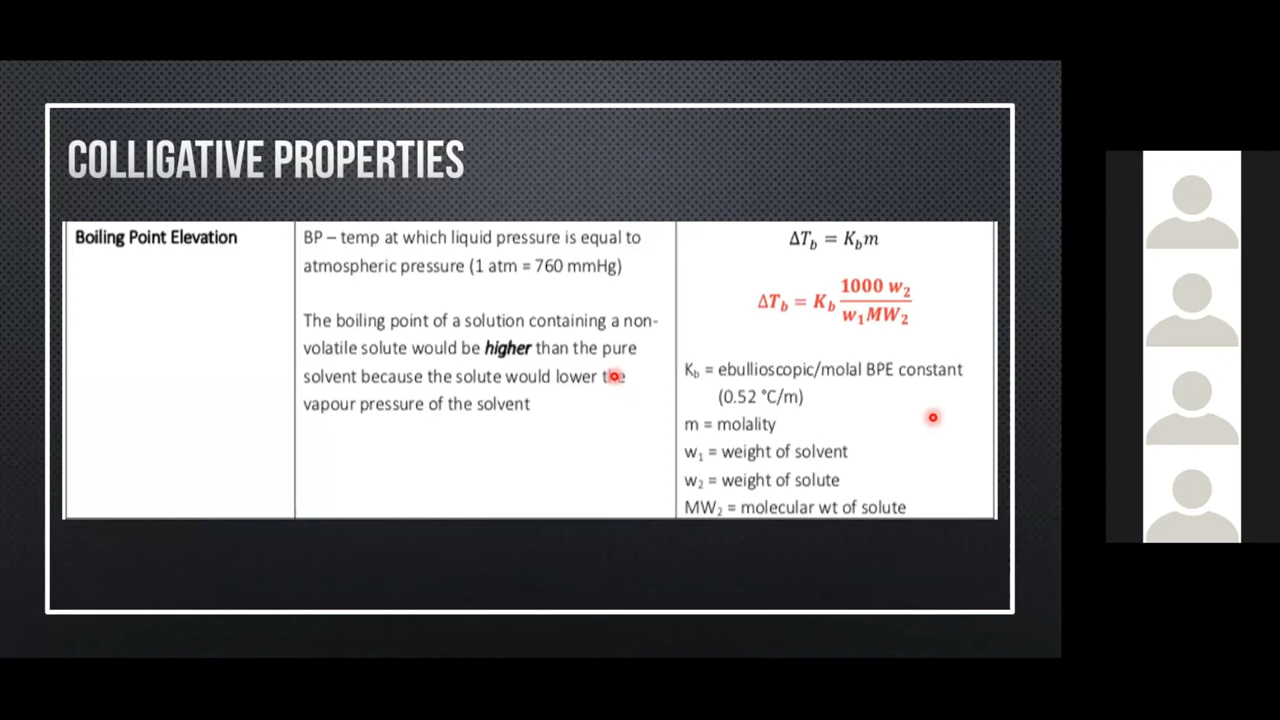 COLLIGATIVE PROPERTIES
Boiling Point Elevation
BP – temp at which liquid pressure is equal to
atmospheric pressure (1 atm = 760 mmHg)
The boiling point of a solution containing a non-
volatile solute would be higher than the pure
solvent because the solute would lower the
vapour pressure of the solvent
ΔT_b = K_b m
ΔT_b = K_b 1000 w₂ / w₁MW₂
K_b = ebullioscopic/molal BPE constant
(0.52 °C/m)
m = molality
w₁ = weight of solvent
w₂ = weight of solute
MW₂ = molecular wt of solute